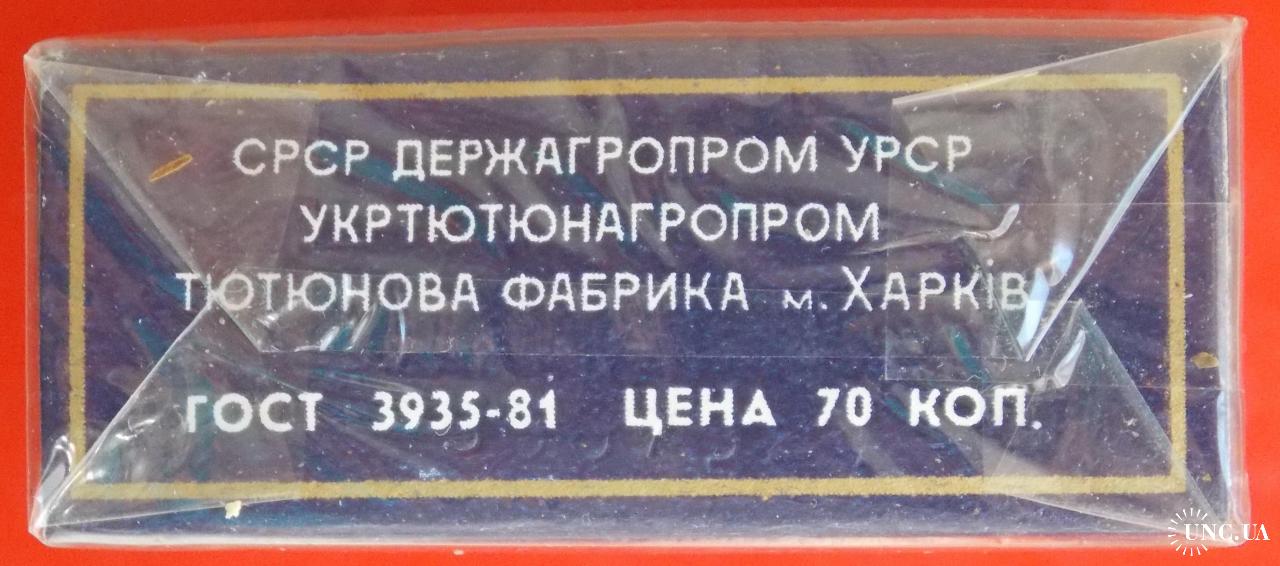 СРСР ДЕРЖАГРОПРОМ УРСР
УКРТЮТЮНАГРОПРОМ
ТЮТЮНОВА ФАБРИКА м. ХАРКІВ
ГОСТ 3935-81 ЦЕНА 70 КОП.
UNC.UA